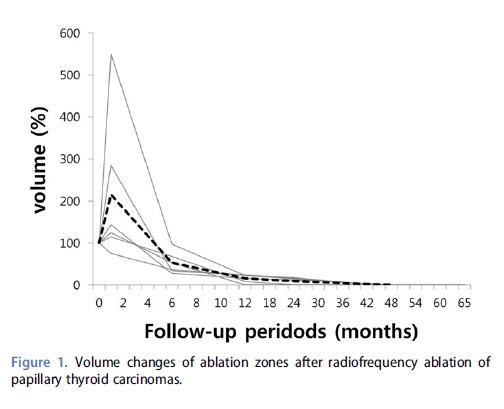 600
500
400
300
200
100
0
volume (%)
0 2 4 6 8 10 12 18 24 30 36 42 48 54 60 65
Follow-up peridods (months)
Figure 1. Volume changes of ablation zones after radiofrequency ablation of
papillary thyroid carcinomas.